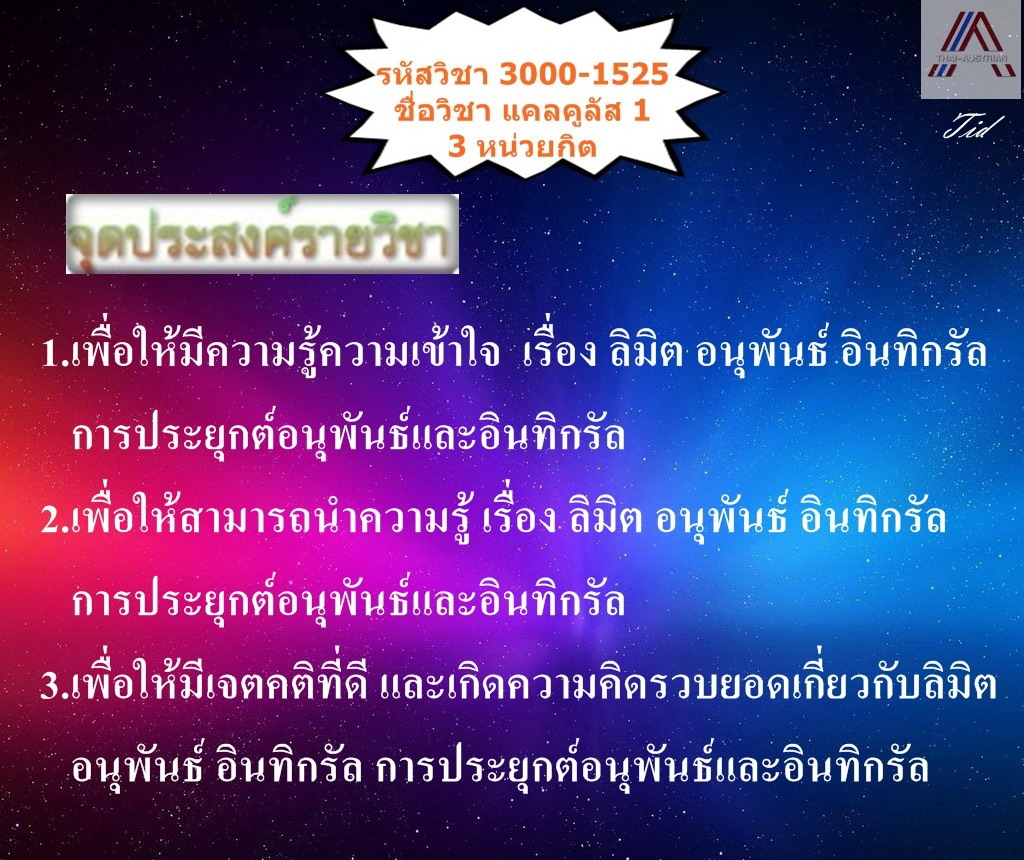 รหัสวิชา 3000-1525
ชื่อวิชา แคลคูลัส 1
3 หน่วยกิต
THAI-AUSTRIAN
Tid
จุดประสงค์รายวิชา
1.เพื่อให้มีความรู้ความเข้าใจ เรื่อง ลิมิต อนุพันธ์ อินทิกรัล
การประยุกต์อนุพันธ์และอินทิกรัล
2.เพื่อให้สามารถนำความรู้ เรื่อง ลิมิต อนุพันธ์ อินทิกรัล
การประยุกต์อนุพันธ์และอินทิกรัล
3.เพื่อให้มีเจตคติที่ดี และเกิดความคิดรวบยอดเกี่ยวกับลิมิต
อนุพันธ์ อินทิกรัล การประยุกต์อนุพันธ์และอินทิกรัล